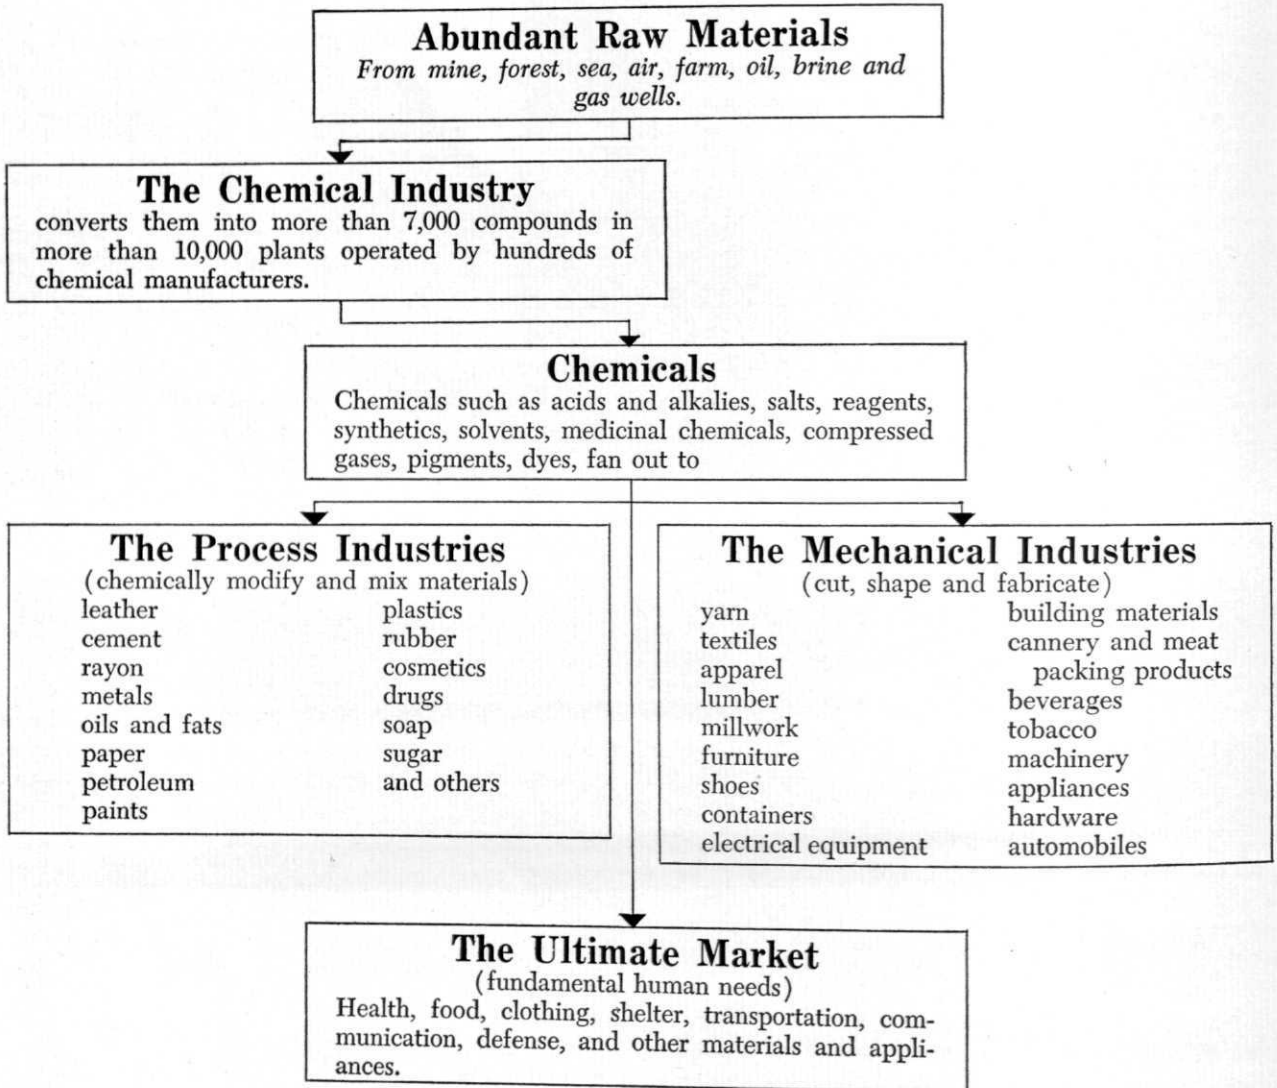 Abundant Raw Materials
From mine, forest, sea, air, farm, oil, brine and
gas wells.
The Chemical Industry
converts them into more than 7,000 compounds in
more than 10,000 plants operated by hundreds of
chemical manufacturers.
Chemicals
Chemicals such as acids and alkalies, salts, reagents,
synthetics, solvents, medicinal chemicals, compressed
gases, pigments, dyes, fan out to
The Process Industries
(chemically modify and mix materials)
leather
cement
rayon
metals
oils and fats
paper
petroleum
paints
plastics
rubber
cosmetics
drugs
soap
sugar
and others
The Mechanical Industries
(cut, shape and fabricate)
yarn
textiles
apparel
lumber
millwork
furniture
shoes
containers
electrical equipment
building materials
cannery and meat
packing products
beverages
tobacco
machinery
appliances
hardware
automobiles
The Ultimate Market
(fundamental human needs)
Health, food, clothing, shelter, transportation, com-
munication, defense, and other materials and appli-
ances.